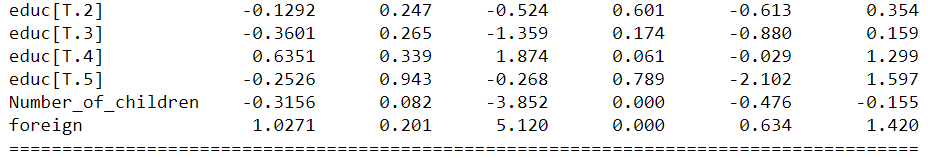 educ[T.2] -0.1292 0.247 -0.524 0.601 -0.613 0.354
educ[T.3] -0.3601 0.265 -1.359 0.174 -0.880 0.159
educ[T.4] 0.6351 0.339 1.874 0.061 -0.029 1.299
educ[T.5] -0.2526 0.943 -0.268 0.789 -2.102 1.597
Number_of_children -0.3156 0.082 -3.852 0.000 -0.476 -0.155
foreign 1.0271 0.201 5.120 0.000 0.634 1.420
==============================================================================